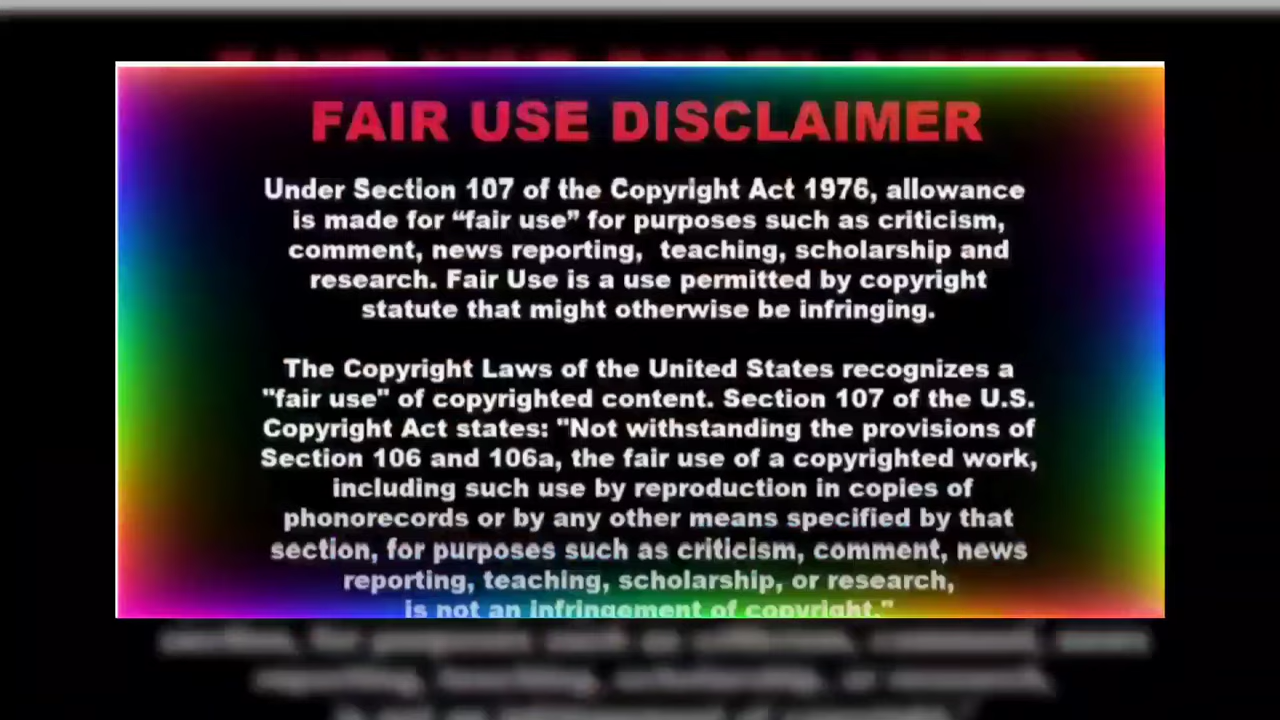 FAIR USE DISCLAIMER
Under Section 107 of the Copyright Act 1976, allowance
is made for “fair use” for purposes such as criticism,
comment, news reporting, teaching, scholarship and
research. Fair Use is a use permitted by copyright
statute that might otherwise be infringing.
The Copyright Laws of the United States recognizes a
"fair use" of copyrighted content. Section 107 of the U.S.
Copyright Act states: "Not withstanding the provisions of
Section 106 and 106a, the fair use of a copyrighted work,
including such use by reproduction in copies of
phonorecords or by any other means specified by that
section, for purposes such as criticism, comment, news
reporting, teaching, scholarship, or research,
is not an infringement of copyright."